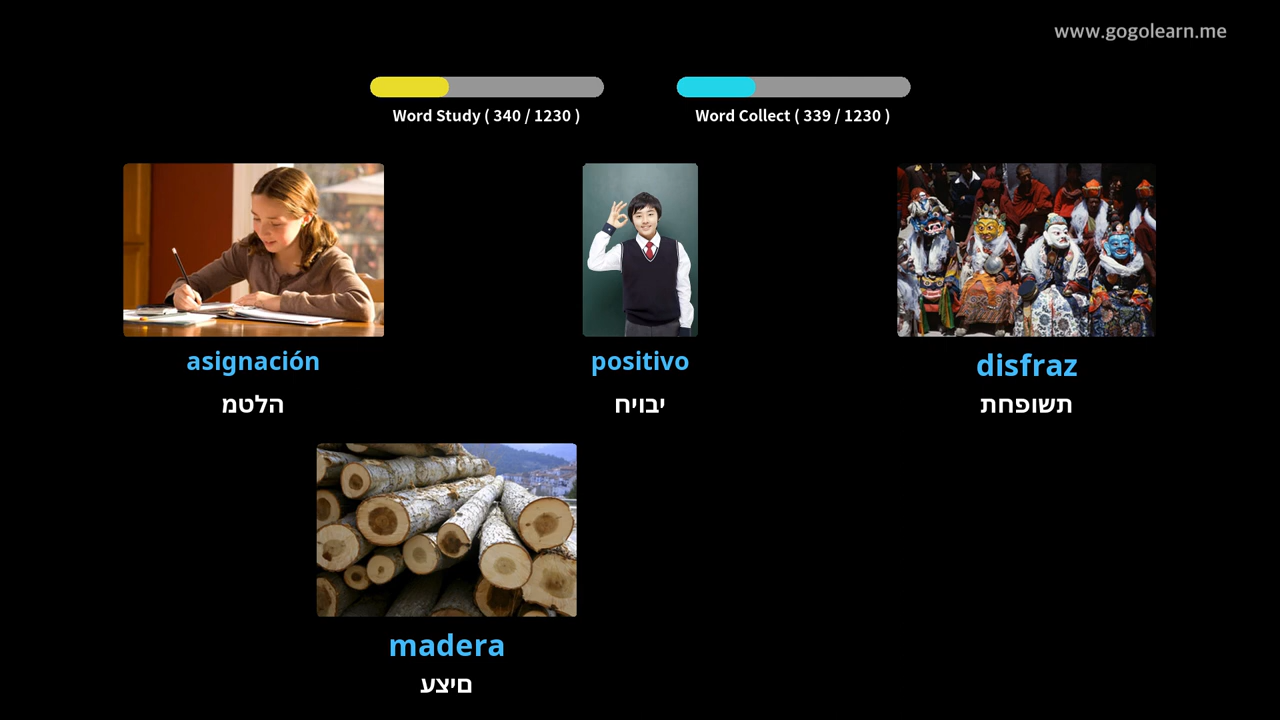 www.gogolearn.me
Word Study ( 340 / 1230 )
Word Collect ( 339 / 1230 )
asignación
הלטמ
positivo
יבויח
disfraz
תשופחת
madera
םיצע